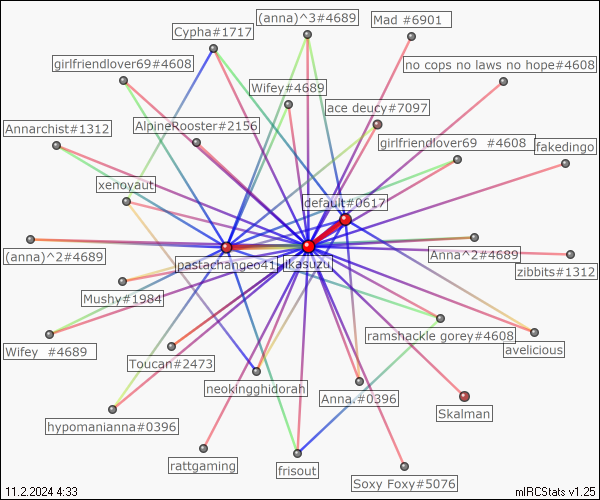 (anna)^3#4689
Mad #6901
Cypha#1717
girlfriendlover69#4608
no cops no laws no hope#4608
Wifey#4689
ace deucy#7097
Annarchist#1312
AlpineRooster#2156
girlfriendlover69 #4608
fakedingo
xenoyaut
default#0617
(anna)^2#4689
pastachangeo41
jikasuzu
Anna^2#4689
zibbits#1312
Mushy#1984
ramshackle gorey#4608
avelicious
Wifey #4689
Toucan#2473
neokingghidorah
Anna.#0396
Skalman
hypomanianna#0396
rattgaming
frisout
Soxy Foxy#5076
11.2.2024 4:33
mIRCStats v1.25